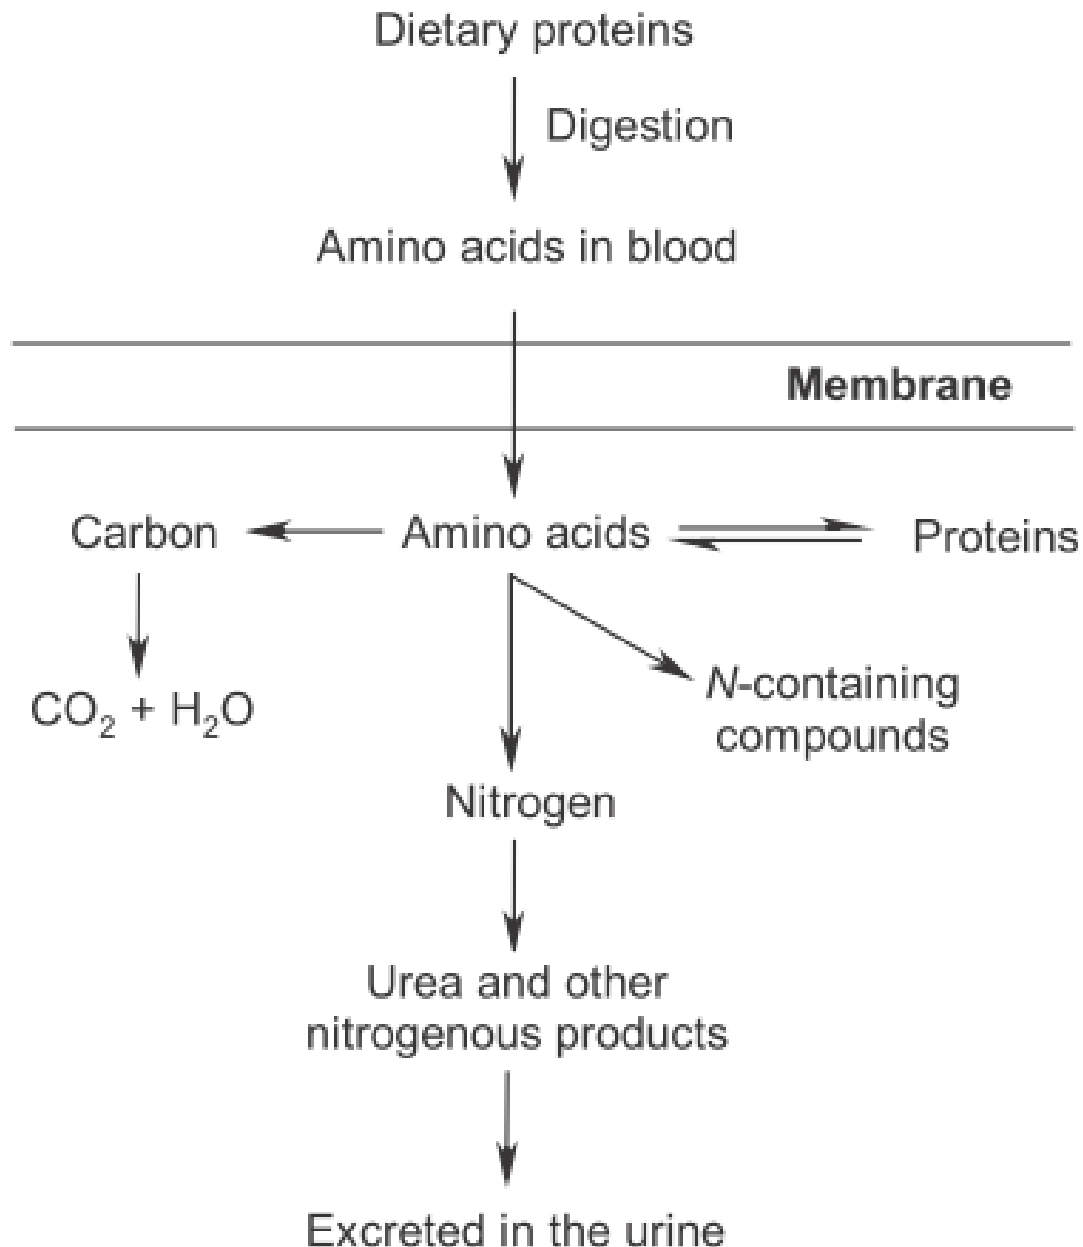 Dietary proteins
Digestion
Amino acids in blood
Membrane
Carbon
Amino acids
Proteins
CO₂ + H₂O
N-containing
compounds
Nitrogen
Urea and other
nitrogenous products
Excreted in the urine